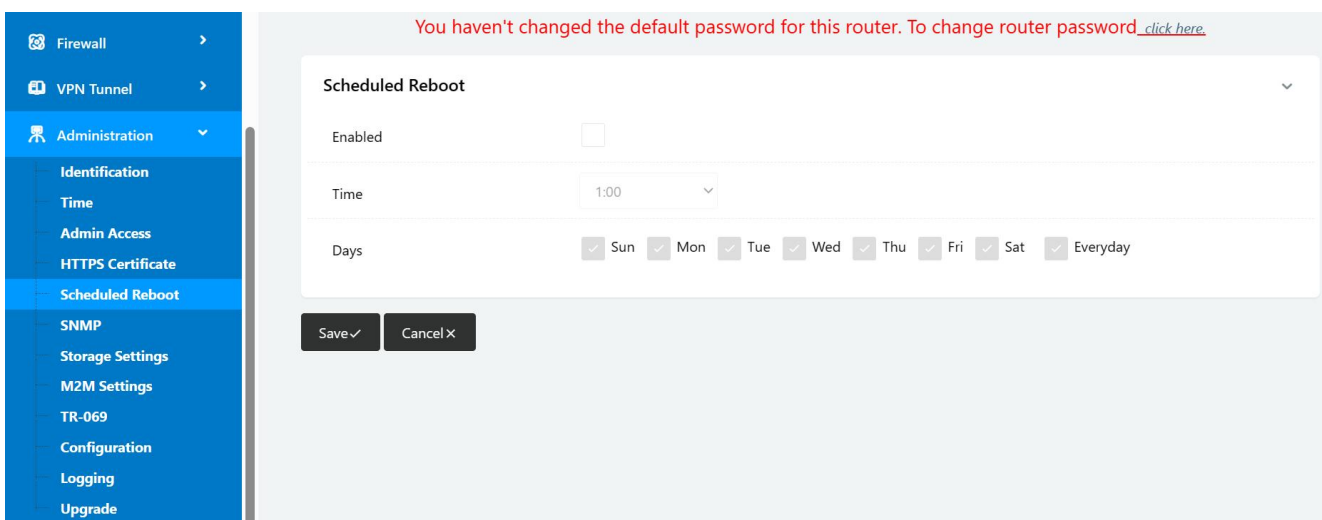 You haven't changed the default password for this router. To change router password click here.
Firewall
VPN Tunnel
Administration
Identification
Time
Admin Access
HTTPS Certificate
Scheduled Reboot
SNMP
Storage Settings
M2M Settings
TR-069
Configuration
Logging
Upgrade
Scheduled Reboot
Enabled
Time 1:00
Days Sun Mon Tue Wed Thu Fri Sat Everyday
Save Cancel